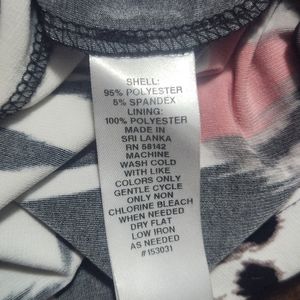 SHELL:
95% POLYESTER
5% SPANDEX
LINING:
100% POLYESTER
MADE IN
SRI LANKA
RN 58142
MACHINE
WASH COLD
WITH LIKE
COLORS ONLY
GENTLE CYCLE
ONLY NON
CHLORINE BLEACH
WHEN NEEDED
DRY FLAT
LOW IRON
AS NEEDED
#153031